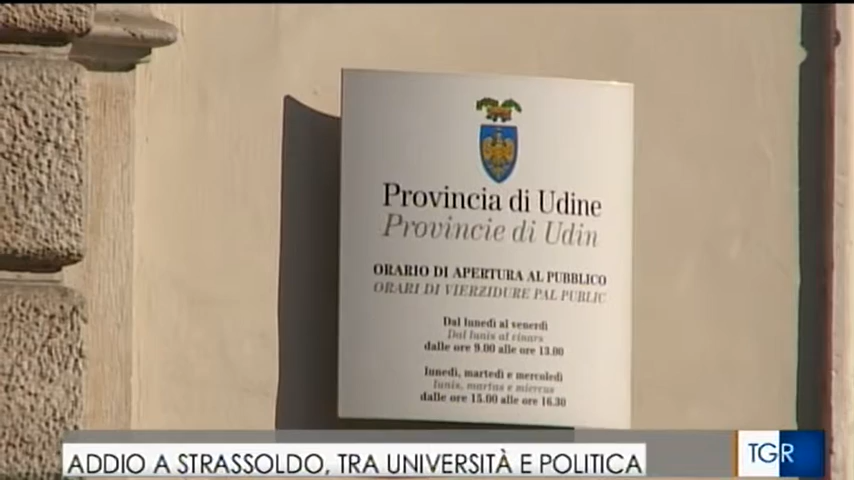 Provincia di Udine
Provincie di Udin
ORARIO DI APERTURA AL PUBBLICO
ORARI DI VIERZIDURE PAL PUBLIC
Dal lunedì al venerdì
Dal lunis al vinars
dalle ore 9.00 alle ore 13.00
lunedì, martedì e mercoledì
lunis, martus e miercus
dalle ore 15.00 alle ore 16.30
ADDIO A STRASSOLDO, TRA UNIVERSITÀ E POLITICA
TGR